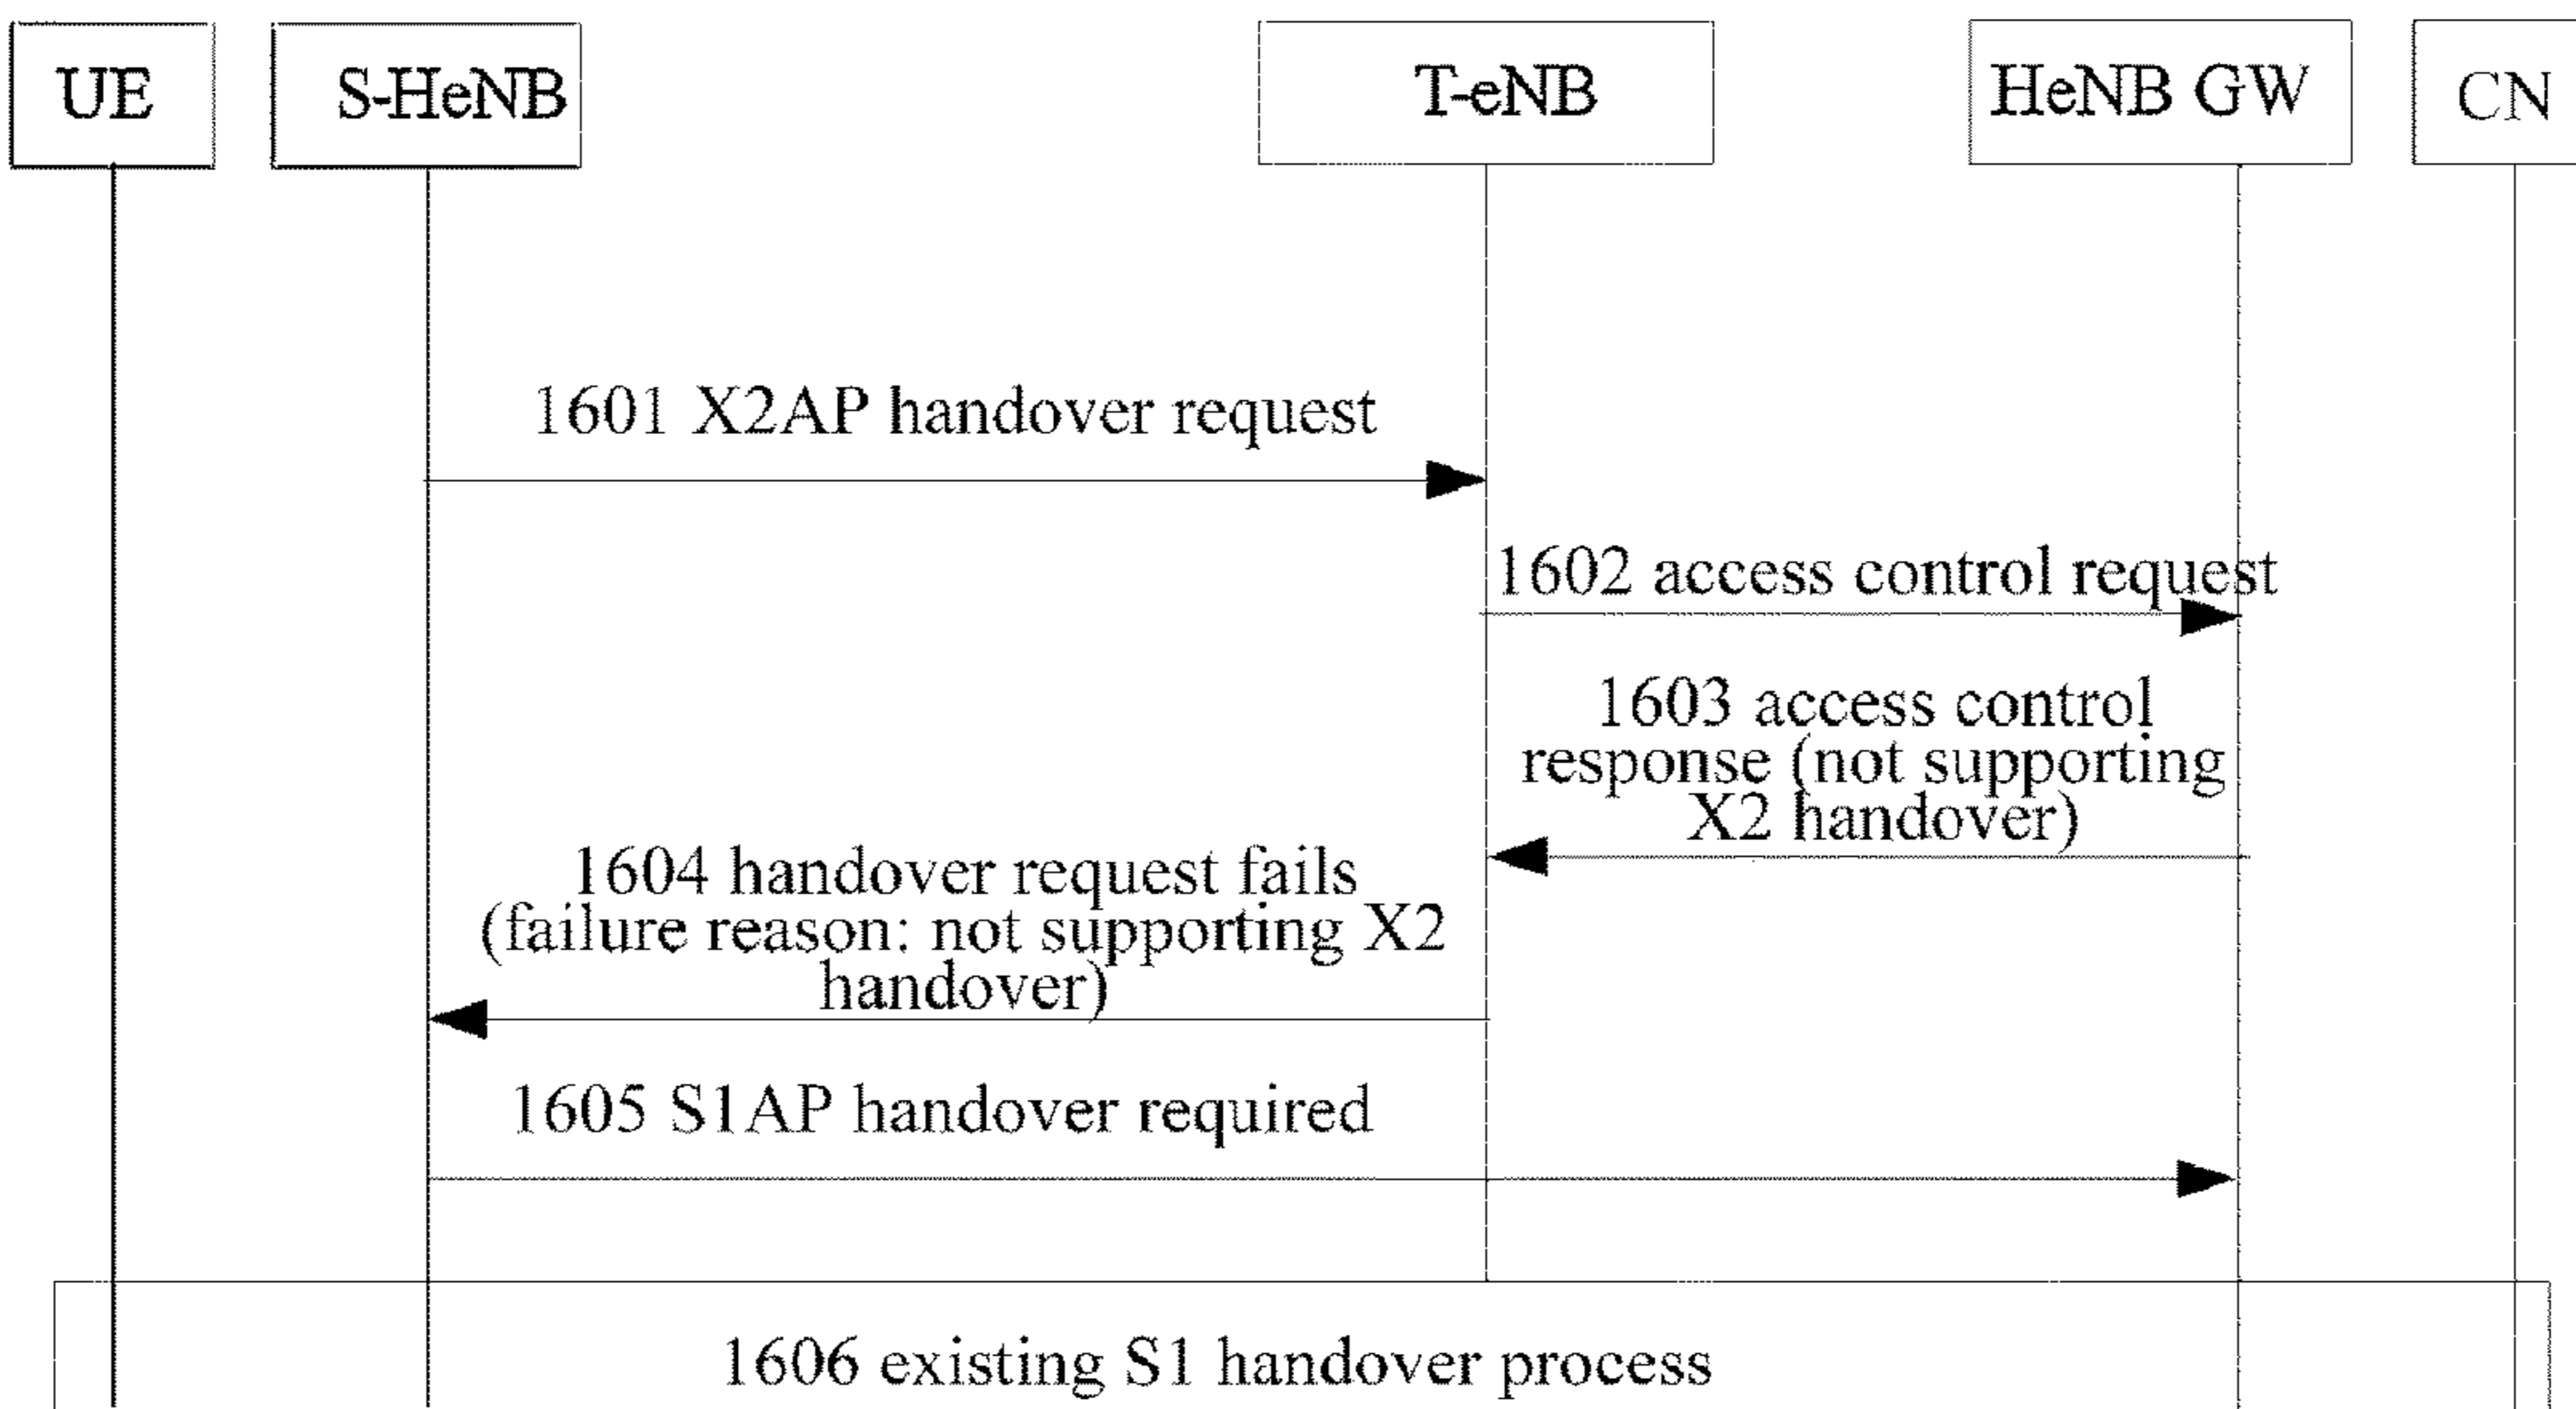 UE
S-HeNB
T-eNB
HeNB GW
CN
1601 X2AP handover request
1602 access control request
1603 access control
response (not supporting
X2 handover)
1604 handover request fails
(failure reason: not supporting X2
handover)
1605 S1AP handover required
1606 existing S1 handover process